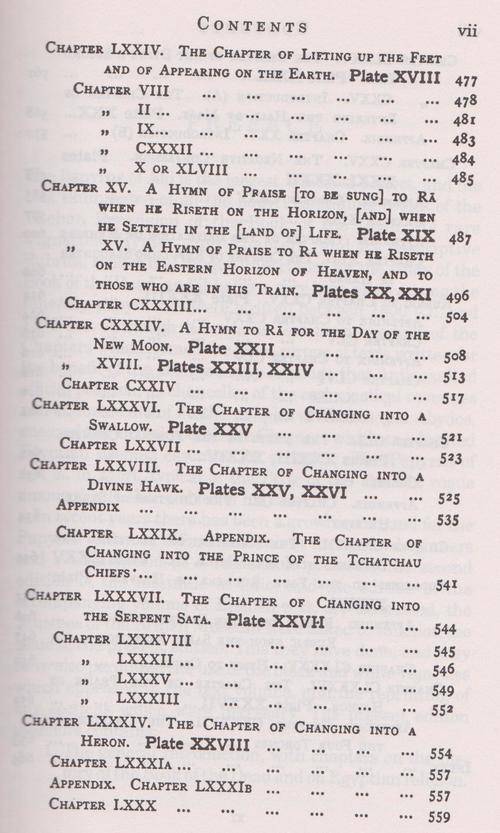 CONTENTS vii
CHAPTER LXXIV. THE CHAPTER OF LIFTING UP THE FEET
AND OF APPEARING ON THE EARTH. Plate XVIII 477
CHAPTER VIII ... ... ... ... ... ... 478
„ II ... ... ... ... ... ... 481
„ IX... ... ... ... ... ... 483
„ CXXXII ... ... ... ... ... 484
„ X OR XLVIII ... ... ... ... 485
CHAPTER XV. A HYMN OF PRAISE [TO BE SUNG] TO RĀ
WHEN HE RISETH ON THE HORIZON, [AND] WHEN
HE SETTETH IN THE [LAND OF] LIFE. Plate XIX 487
„ XV. A HYMN OF PRAISE TO RĀ WHEN HE RISETH
ON THE EASTERN HORIZON OF HEAVEN, AND TO
THOSE WHO ARE IN HIS TRAIN. Plates XX, XXI 496
CHAPTER CXXXIII... ... ... ... ... ... 504
CHAPTER CXXXIV. A HYMN TO RĀ FOR THE DAY OF THE
NEW MOON. Plate XXII ... ... ... ... 508
„ XVIII. Plates XXIII, XXIV ... ... ... 513
CHAPTER CXXIV ... ... ... ... ... ... 517
CHAPTER LXXXVI. THE CHAPTER OF CHANGING INTO A
SWALLOW. Plate XXV ... ... ... ... 521
CHAPTER LXXVII ... ... ... ... ... ... 523
CHAPTER LXXVIII. THE CHAPTER OF CHANGING INTO A
DIVINE HAWK. Plates XXV, XXVI ... ... 525
APPENDIX ... ... ... ... ... ... ... 535
CHAPTER LXXIX. APPENDIX. THE CHAPTER OF
CHANGING INTO THE PRINCE OF THE TCHATCHAU
CHIEFS:... ... ... ... ... ... ... 541
CHAPTER LXXXVII. THE CHAPTER OF CHANGING INTO
THE SERPENT SATA. Plate XXVII ... ... 544
CHAPTER LXXXVIII ... ... ... ... ... 545
„ LXXXII ... ... ... ... ... 546
„ LXXXV ... ... ... ... ... 549
„ LXXXIII ... ... ... ... ... 552
CHAPTER LXXXIV. THE CHAPTER OF CHANGING INTO A
HERON. Plate XXVIII ... ... ... ... 554
CHAPTER LXXXIA ... ... ... ... ... ... 557
APPENDIX. CHAPTER LXXXIB ... ... ... ... 557
CHAPTER LXXX ... ... ... ... ... ... 559